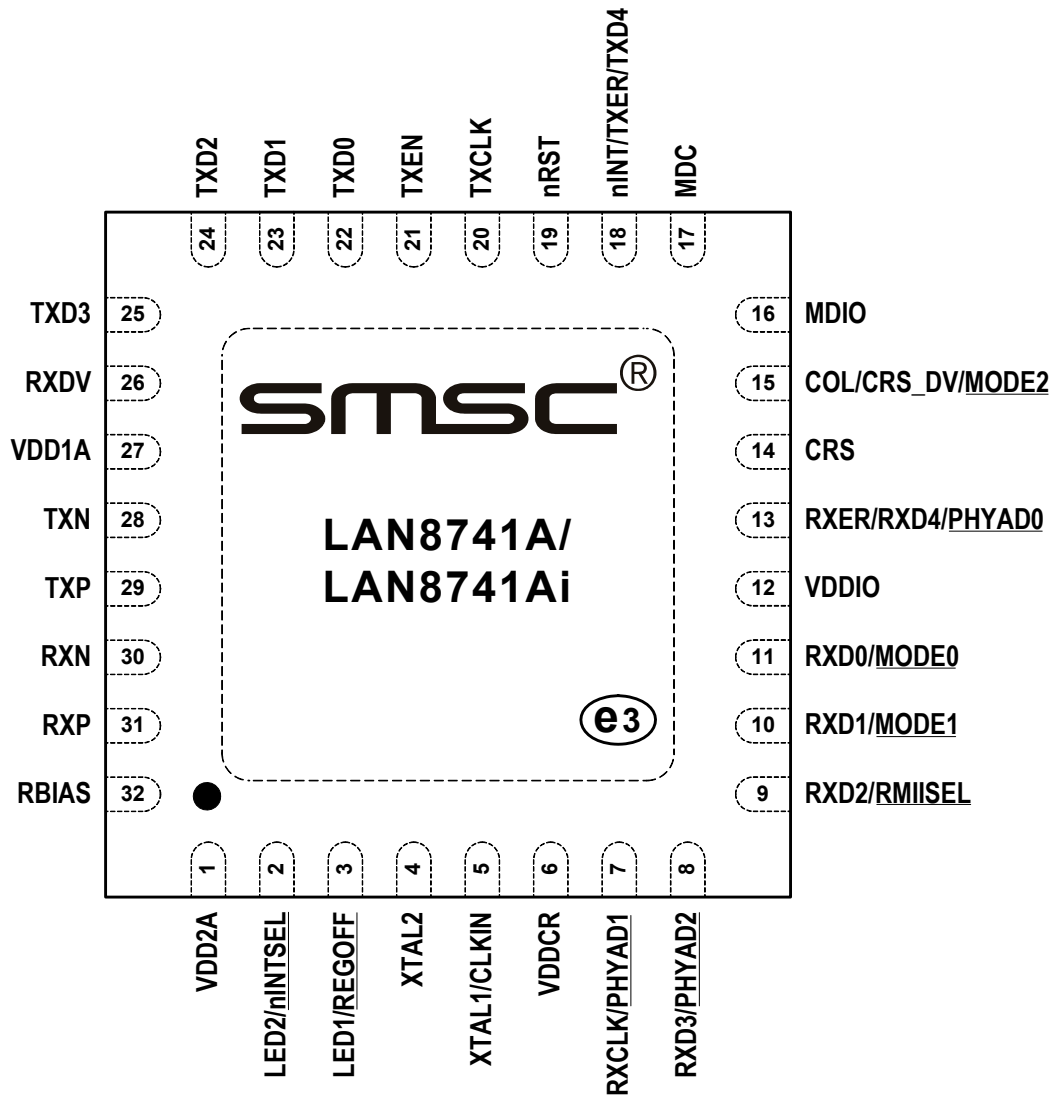 TXD2
TXD1
TXD0
TXEN
TXCLK
nRST
nINT/TXER/TXD4
MDC
24
23
22
21
20
19
18
17
TXD3 25
RXDV 26
VDD1A 27
TXN 28
TXP 29
RXN 30
RXP 31
RBIAS 32
SMSC®
LAN8741A/
LAN8741Ai
e3
16 MDIO
15 COL/CRS_DV/MODE2
14 CRS
13 RXER/RXD4/PHYAD0
12 VDDIO
11 RXD0/MODE0
10 RXD1/MODE1
9 RXD2/RMIISEL
1
2
3
4
5
6
7
8
VDD2A
LED2/nINTSEL
LED1/REGOFF
XTAL2
XTAL1/CLKIN
VDDCR
RXCLK/PHYAD1
RXD3/PHYAD2